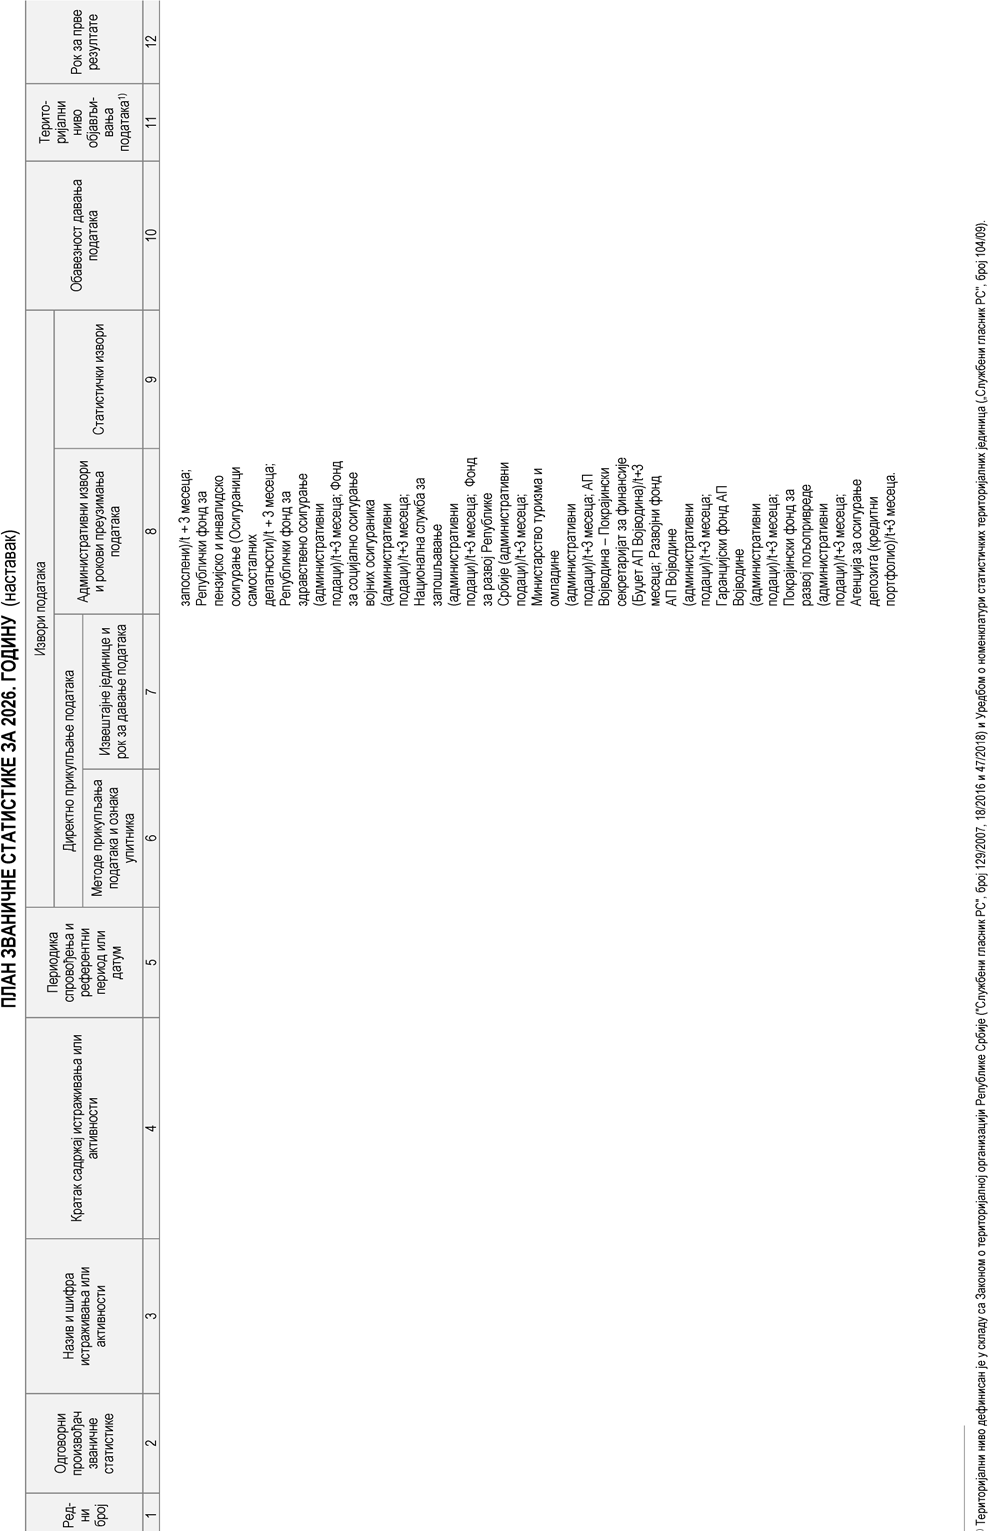 ПЛАН ЗВАНИЧНЕ СТАТИСТИКЕ ЗА 2026. ГОДИНУ (наставак)
Ред-
ни
број
Одговорни
произвођач
званичне
статистике
Назив и шифра
истраживања или
активности
Кратак садржај истраживања или
активности
Периодика
спровођења и
референтни
период или
датум
Извори података
Директно прикупљање података
Методе прикупљања
података и ознака
упитника
Извештајне јединице и
рок за давање података
Административни извори
и рокови преузимања
података
Статистички извори
Обавезност давања
података
Терито-
ријални
ниво
објављи-
вања
података¹⁾
Рок за прве
резултате
1 2 3 4 5 6 7 8 9 10 11 12
запослени)/t + 3 месеца;
Републички фонд за
пензијско и инвалидско
осигурање (Осигураници
самосталних
делатности)/t + 3 месеца;
Републички фонд за
здравствено осигурање
(административни
подаци)/t+3 месеца; Фонд
за социјално осигурање
војних осигураника
(административни
подаци)/t+3 месеца;
Национална служба за
запошљавање
(административни
подаци)/t+3 месеца; Фонд
за развој Републике
Србије (административни
подаци)/t+3 месеца;
Министарство туризма и
омладине
(административни
подаци)/t+3 месеца; АП
Војводина – Покрајински
секретаријат за финансије
(Буџет АП Војводина)/t+3
месеца; Развојни фонд
АП Војводине
(административни
подаци)/t+3 месеца;
Гаранцијски фонд АП
Војводине
(административни
подаци)/t+3 месеца;
Покрајински фонд за
развој пољопривреде
(административни
подаци)/t+3 месеца;
Агенција за осигурање
депозита (кредитни
портфолио)/t+3 месеца.
⁾ Територијални ниво дефинисан је у складу са Законом о територијалној организацији Републике Србије ("Службени гласник РС", број 129/2007, 18/2016 и 47/2018) и Уредбом о номенклатури статистичких територијалних јединица („Службени гласник РС", број 104/09).